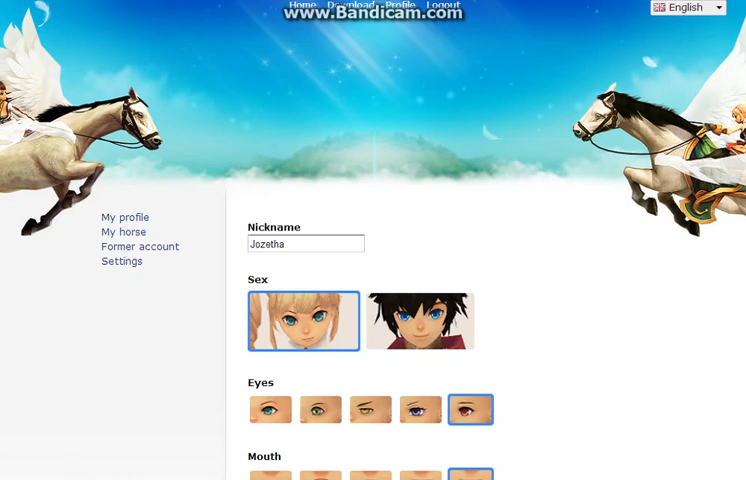 Home Download Profile Logout
www.Bandicam.com
English
My profile
My horse
Former account
Settings
Nickname
Jozetha
Sex
Eyes
Mouth